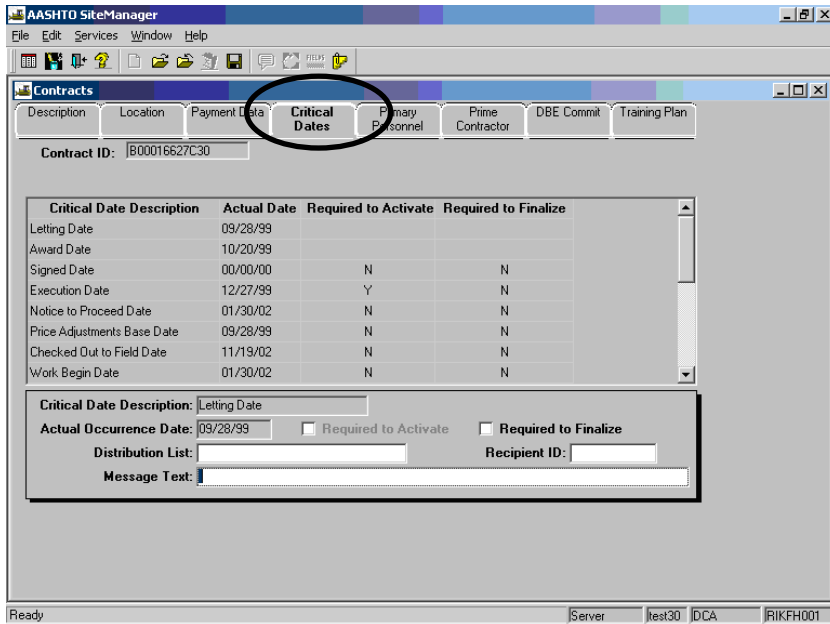 AASHTO SiteManager
File Edit Services Window Help
FIELDS
Contracts
Description Location Payment Data Critical Dates Primary Personnel Prime Contractor DBE Commit Training Plan
Contract ID: B00016627C30
Critical Date Description Actual Date Required to Activate Required to Finalize
Letting Date 09/28/99
Award Date 10/20/99
Signed Date 00/00/00 N N
Execution Date 12/27/99 Y N
Notice to Proceed Date 01/30/02 N N
Price Adjustments Base Date 09/28/99 N N
Checked Out to Field Date 11/19/02 N N
Work Begin Date 01/30/02 N N
Critical Date Description: Letting Date
Actual Occurrence Date: 09/28/99 Required to Activate Required to Finalize
Distribution List: Recipient ID:
Message Text:
Ready Server test30 DCA RIKFH001